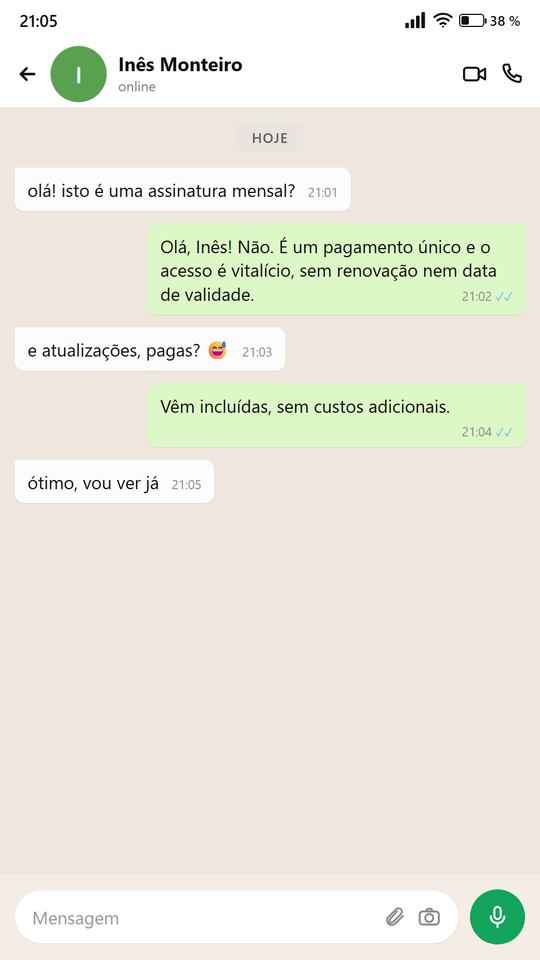 21:05
38 %
I
Inês Monteiro
online
HOJE
olá! isto é uma assinatura mensal? 21:01
Olá, Inês! Não. É um pagamento único e o
acesso é vitalício, sem renovação nem data
de validade. 21:02
e atualizações, pagas? 😅 21:03
Vêm incluídas, sem custos adicionais.
21:04
ótimo, vou ver já 21:05
Mensagem